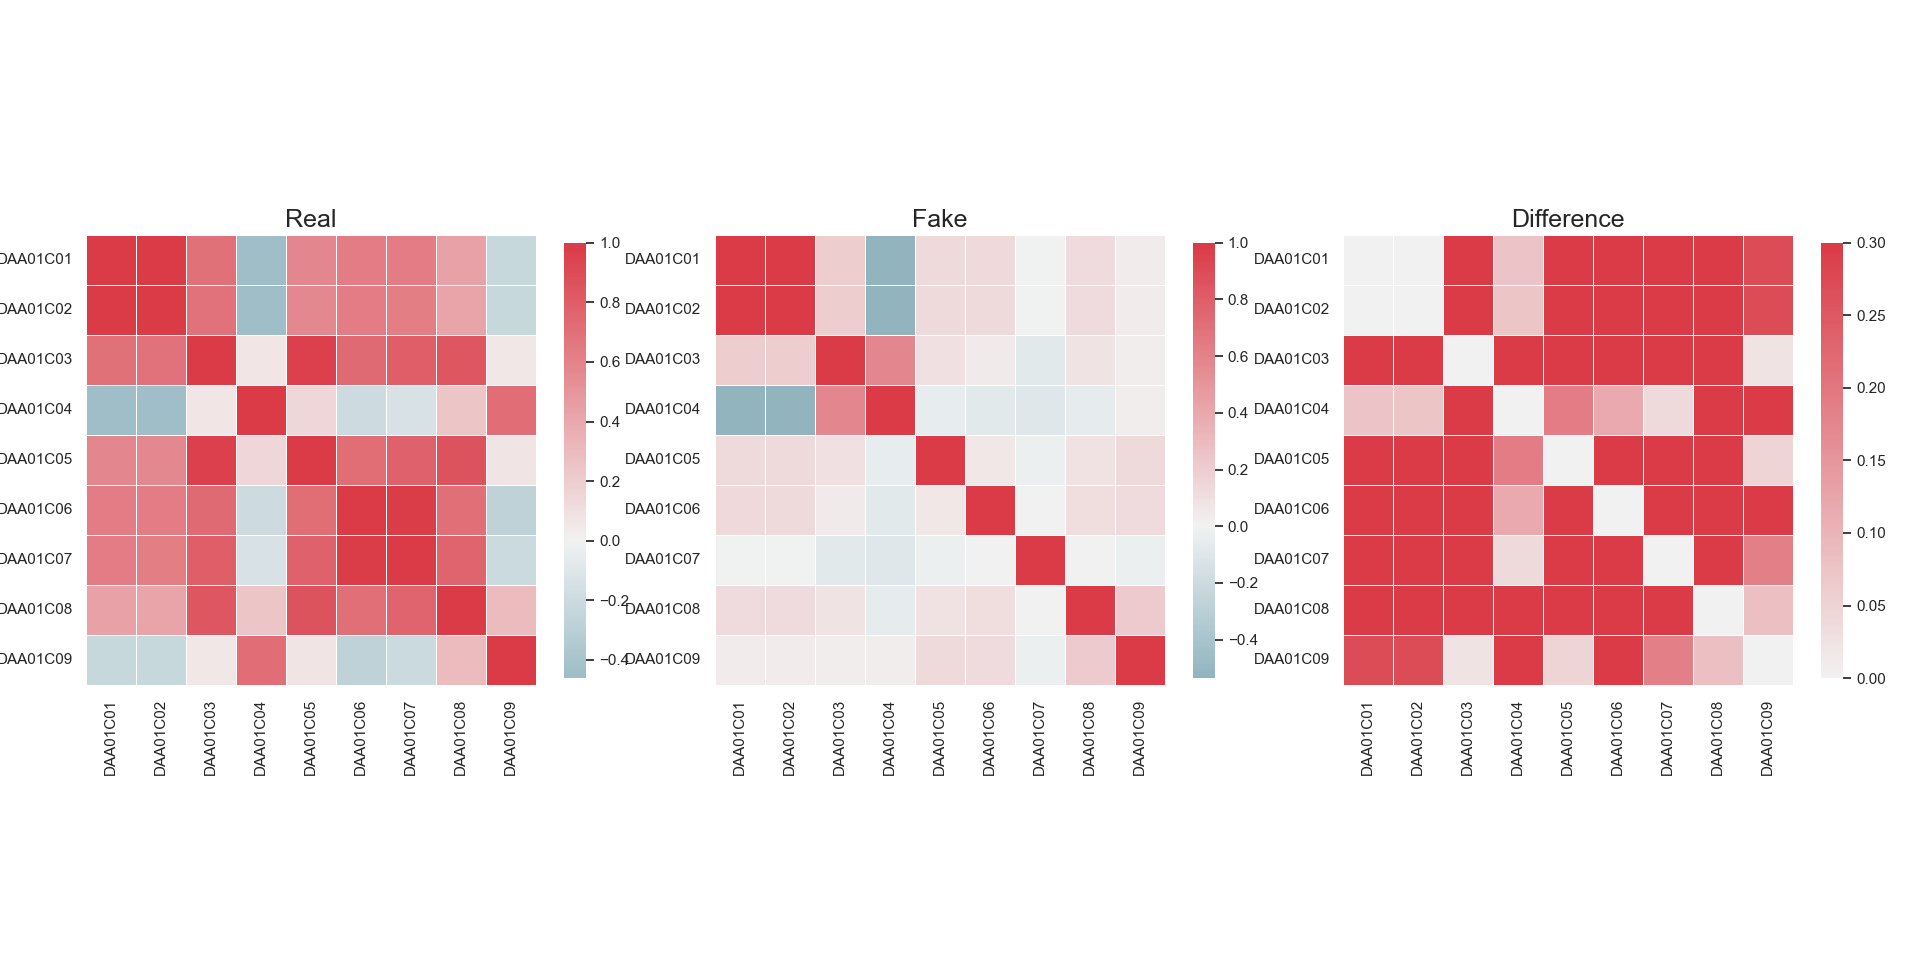 Real
DAA01C01
DAA01C02
DAA01C03
DAA01C04
DAA01C05
DAA01C06
DAA01C07
DAA01C08
DAA01C09
DAA01C01
DAA01C02
DAA01C03
DAA01C04
DAA01C05
DAA01C06
DAA01C07
DAA01C08
DAA01C09
1.0
0.8
0.6
0.4
0.2
0.0
−0.2
−0.4
Fake
DAA01C01
DAA01C02
DAA01C03
DAA01C04
DAA01C05
DAA01C06
DAA01C07
DAA01C08
DAA01C09
DAA01C01
DAA01C02
DAA01C03
DAA01C04
DAA01C05
DAA01C06
DAA01C07
DAA01C08
DAA01C09
1.0
0.8
0.6
0.4
0.2
0.0
−0.2
−0.4
Difference
DAA01C01
DAA01C02
DAA01C03
DAA01C04
DAA01C05
DAA01C06
DAA01C07
DAA01C08
DAA01C09
DAA01C01
DAA01C02
DAA01C03
DAA01C04
DAA01C05
DAA01C06
DAA01C07
DAA01C08
DAA01C09
0.30
0.25
0.20
0.15
0.10
0.05
0.00